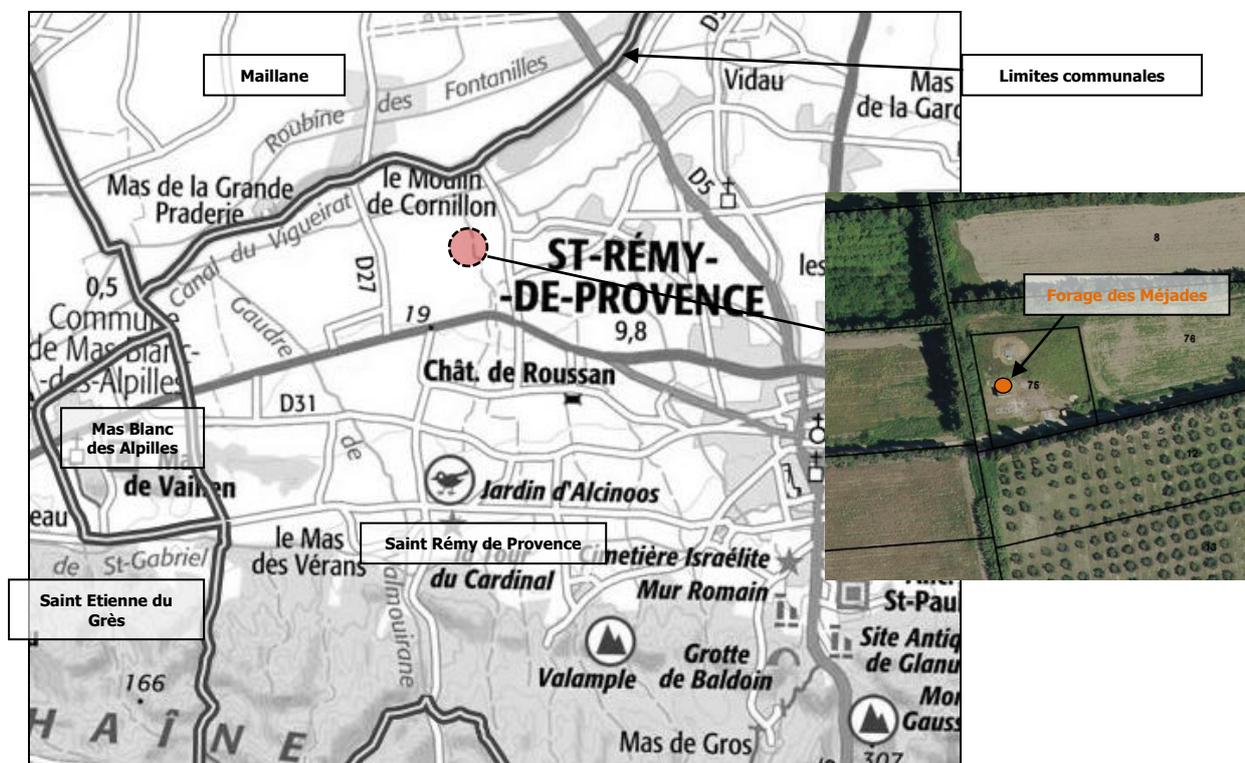 Maillane
Limites communales
Roubine des Fontanilles
Vidau
Mas
de la Gard
D5
Mas de la Grande
Praderie
le Moulin
de Cornillon
Canal du Vigueirat
D27
0,5
Commune
de Mas-Blanc-
-des-Alpilles
Gaudre
de
19
ST-RÉMY-
-DE-PROVENCE
9,8
les
8
Forage des Méjades
76
75
12
13
Chât. de Roussan
D31
Mas Blanc
des Alpilles
eau
Jardin d'Alcinoos
le Mas
des Vérans
Saint Rémy de Provence
Cimetière Israélite
du Cardinal
Mur Romain
de St-Gabriel
Saint Etienne du
Grès
St-Paul
Site Antiq
de Glanu
Valample
Grotte
de Baldoin
Mon
Gauss
166
HAÎNE
Mas de Gros
307